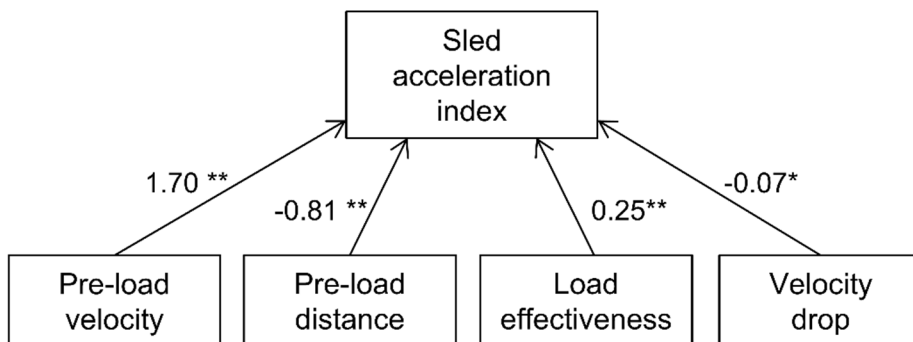 Sled
acceleration
index
1.70 **
-0.81 **
0.25**
-0.07*
Pre-load
velocity
Pre-load
distance
Load
effectiveness
Velocity
drop